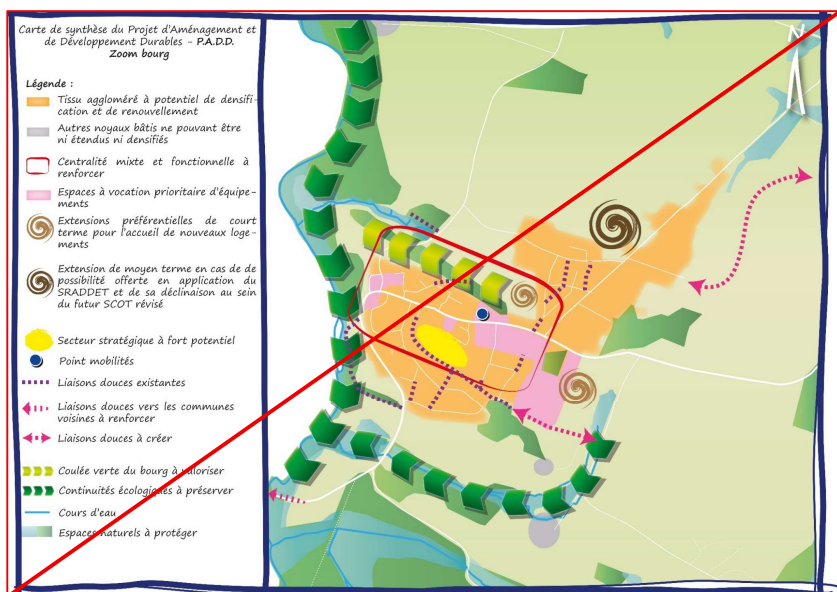 Carte de synthèse du Projet d'Aménagement et
de Développement Durables - P.A.D.D.
Zoom bourg
Légende :
Tissu aggloméré à potentiel de densifi-
cation et de renouvellement
Autres noyaux bâtis ne pouvant être
ni étendus ni densifiés
Centralité mixte et fonctionnelle à
renforcer
Espaces à vocation prioritaire d'équipe-
ments
Extensions préférentielles de court
terme pour l'accueil de nouveaux loge-
ments
Extension de moyen terme en cas de de
possibilité offerte en application du
SRADDET et de sa déclinaison au sein
du futur SCOT révisé
Secteur stratégique à fort potentiel
Point mobilités
Liaisons douces existantes
Liaisons douces vers les communes
voisines à renforcer
Liaisons douces à créer
Coulée verte du bourg à valoriser
Continuités écologiques à préserver
Cours d'eau
Espaces naturels à protéger
N